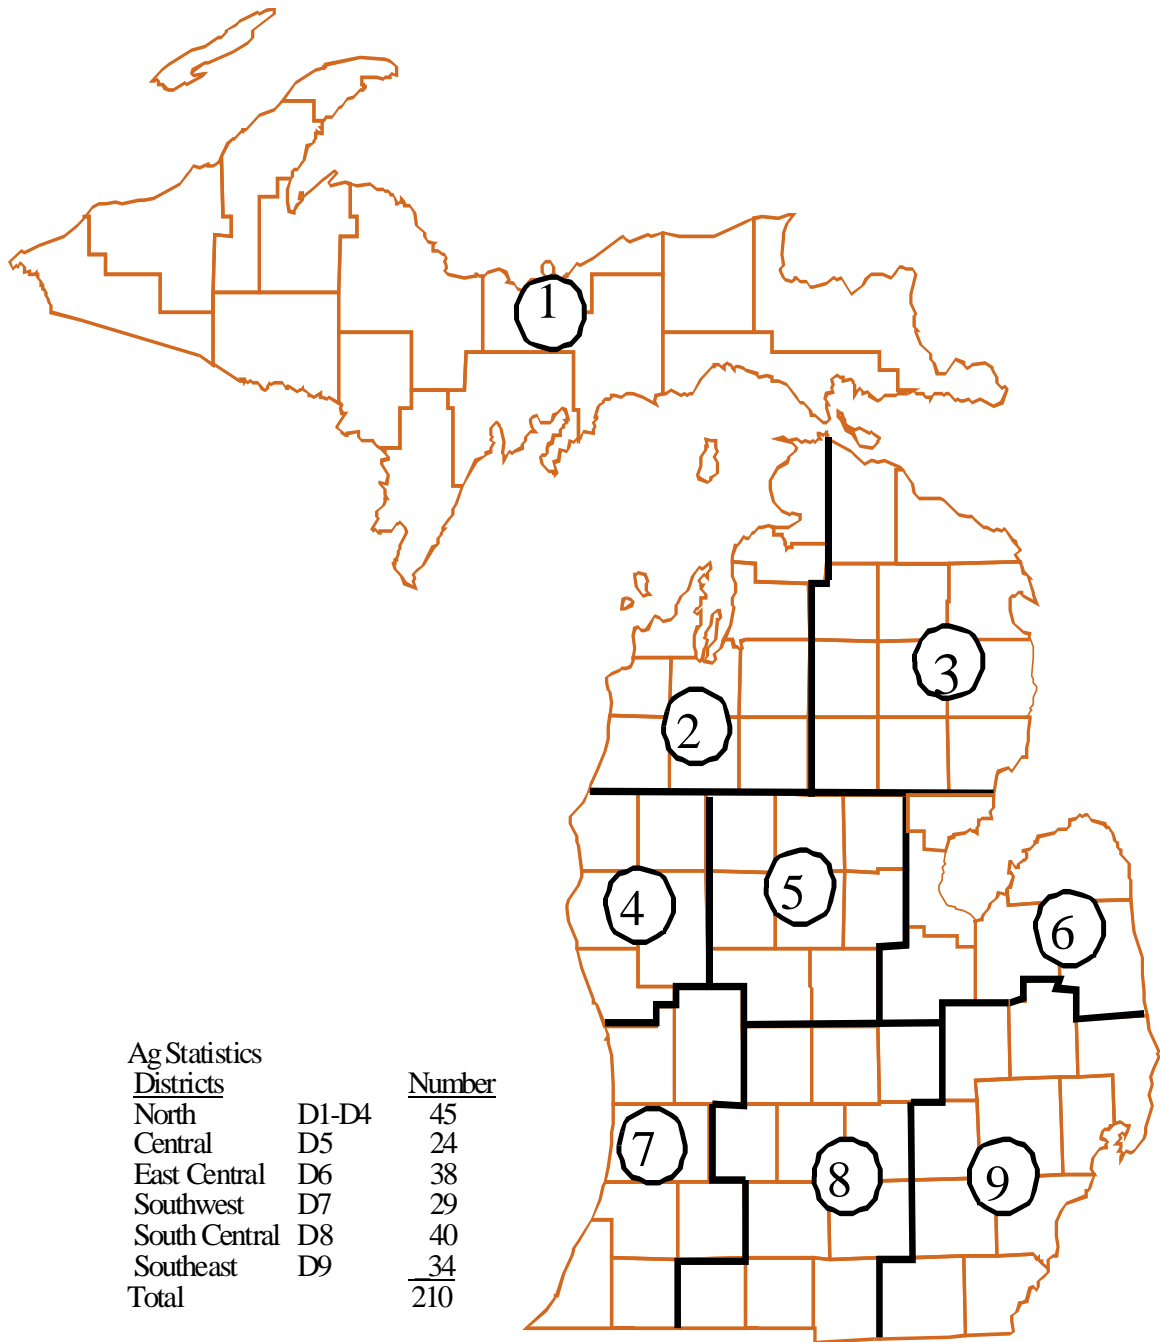 1
3
2
5
4
6
Ag Statistics
Districts Number
North D1-D4 45
Central D5 24
East Central D6 38
Southwest D7 29
South Central D8 40
Southeast D9 34
Total 210
7
8
9